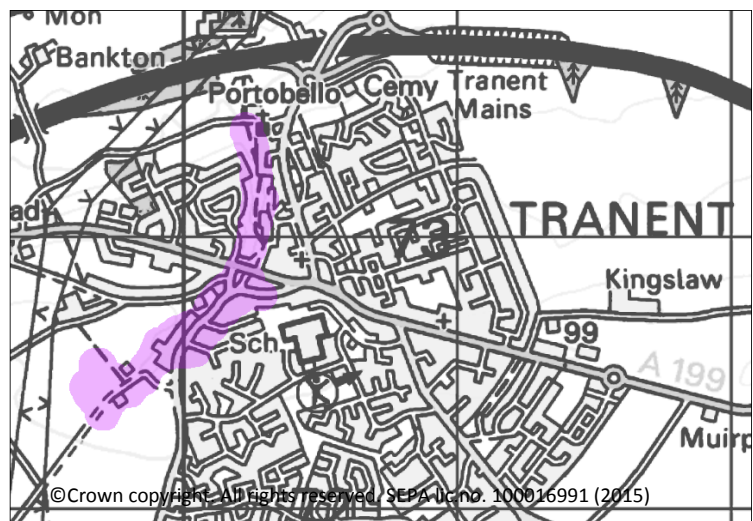 Mon
Bankton
Portobello
Cemy
Tranent
Mains
TRANENT
73
Kingslaw
Sch
99
A 199
Muirp
©Crown copyright. All rights reserved. SEPA lic.no. 100016991 (2015)